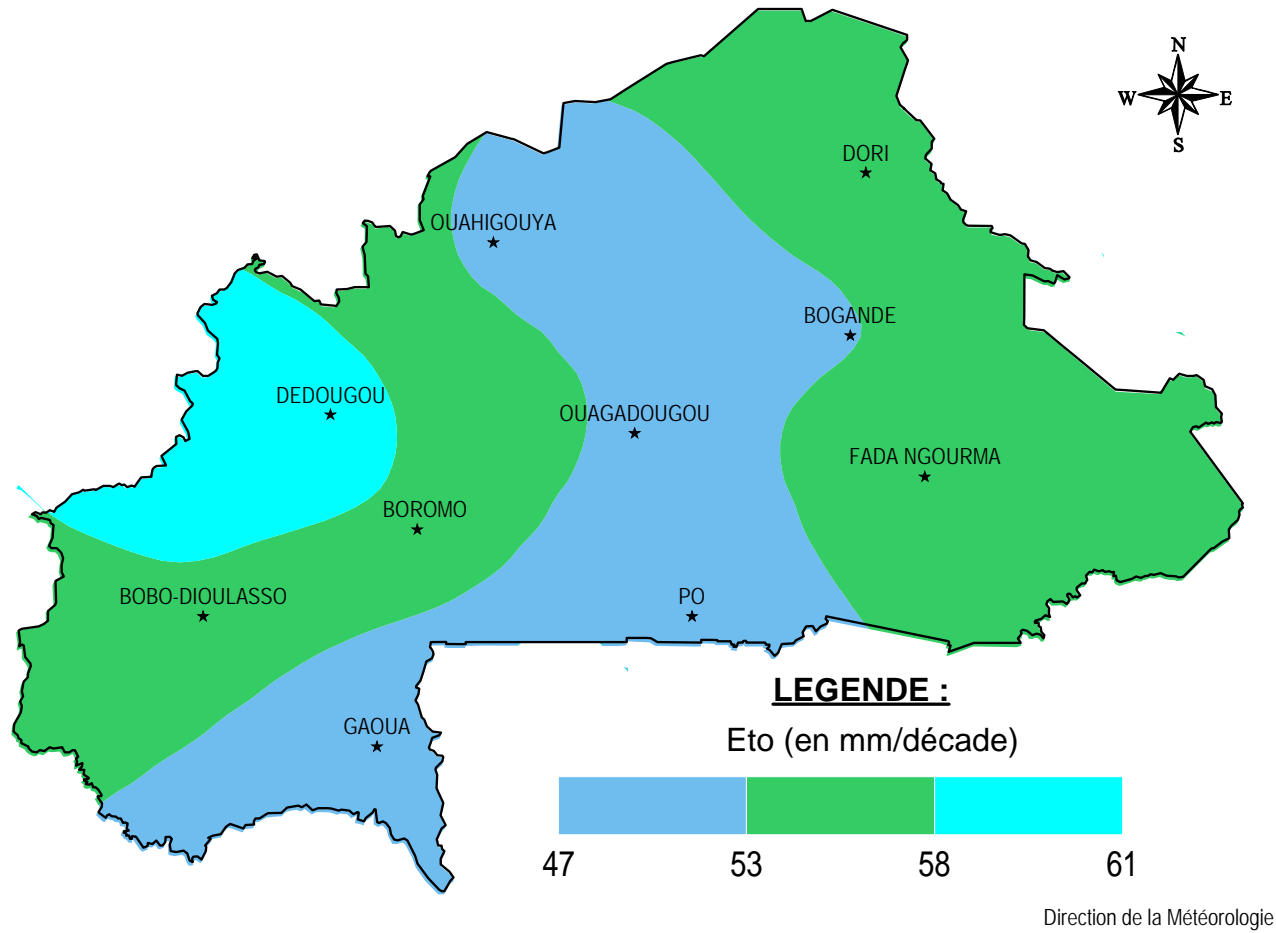 N
W
E
S
DORI
OUAHIGOUYA
BOGANDE
DEDOUGOU
OUAGADOUGOU
FADA NGOURMA
BOROMO
BOBO-DIOULASSO
PO
GAOUA
LEGENDE :
Eto (en mm/décade)
47 53 58 61
Direction de la Météorologie